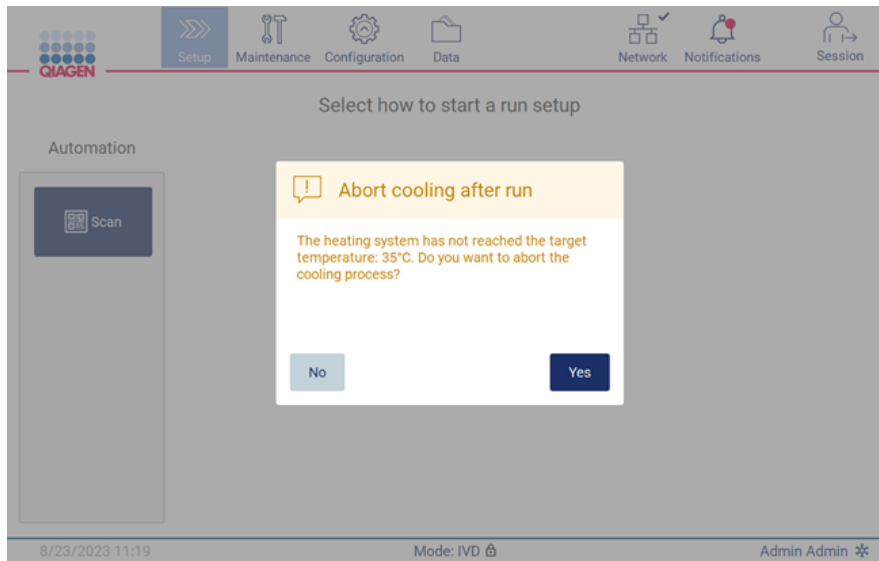 QIAGEN
Setup
Maintenance
Configuration
Data
Network
Notifications
Session
Select how to start a run setup
Automation
Scan
Abort cooling after run
The heating system has not reached the target
temperature: 35°C. Do you want to abort the
cooling process?
No
Yes
8/23/2023 11:19
Mode: IVD
Admin Admin